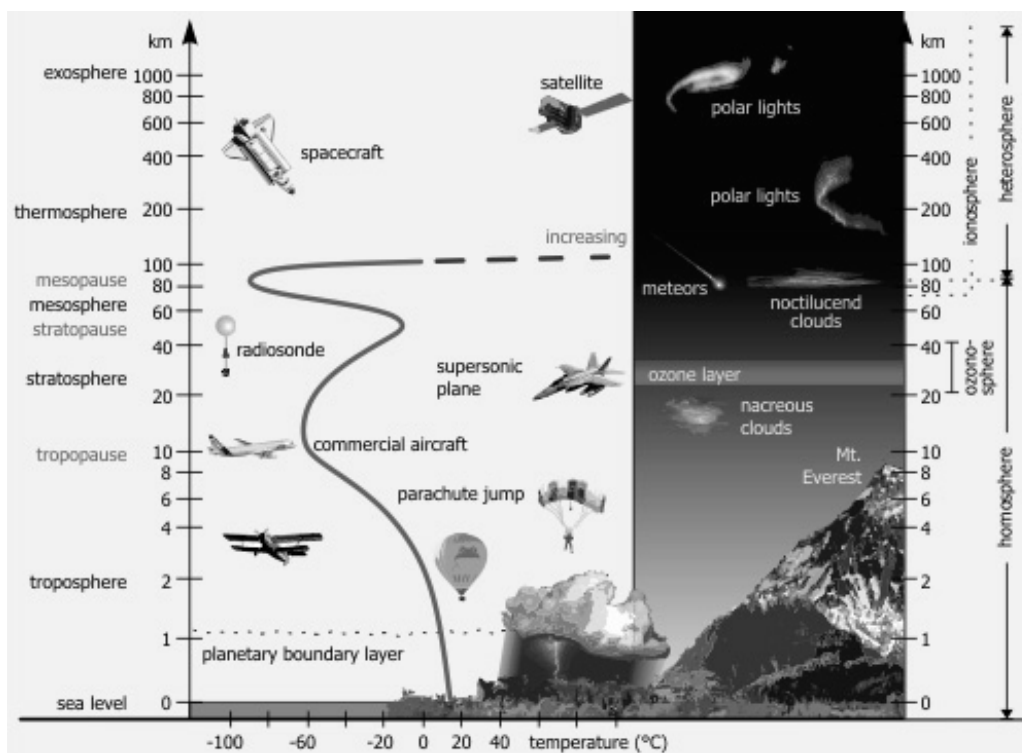 km
exosphere
1000
800
600
400
thermosphere
200
100
mesopause
80
mesosphere
60
stratopause
40
stratosphere
20
tropopause
10
8
6
4
troposphere
2
1
sea level
0
satellite
spacecraft
increasing
radiosonde
supersonic
plane
commercial aircraft
parachute jump
planetary boundary layer
-100
-60
-20
0
20
40
temperature (°C)
polar lights
polar lights
meteors
noctilucend
clouds
ozone layer
nacreous
clouds
Mt.
Everest
km
1000
800
600
400
200
100
80
60
40
20
10
8
6
4
2
1
0
ionosphere
ozono-
sphere
heterosphere
homosphere